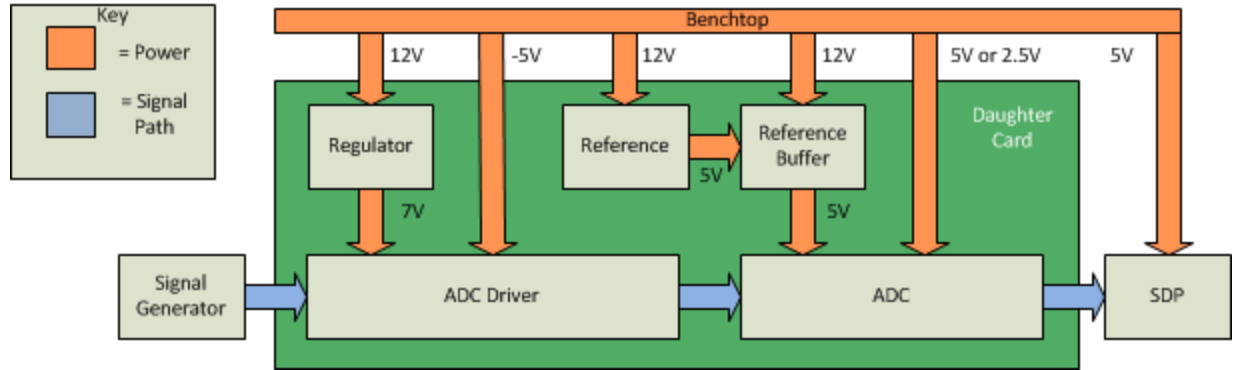 Key
= Power
= Signal
Path
Benchtop
12V
-5V
12V
12V
5V or 2.5V
5V
Daughter
Card
Regulator
Reference
Reference
Buffer
5V
7V
5V
Signal
Generator
ADC Driver
ADC
SDP